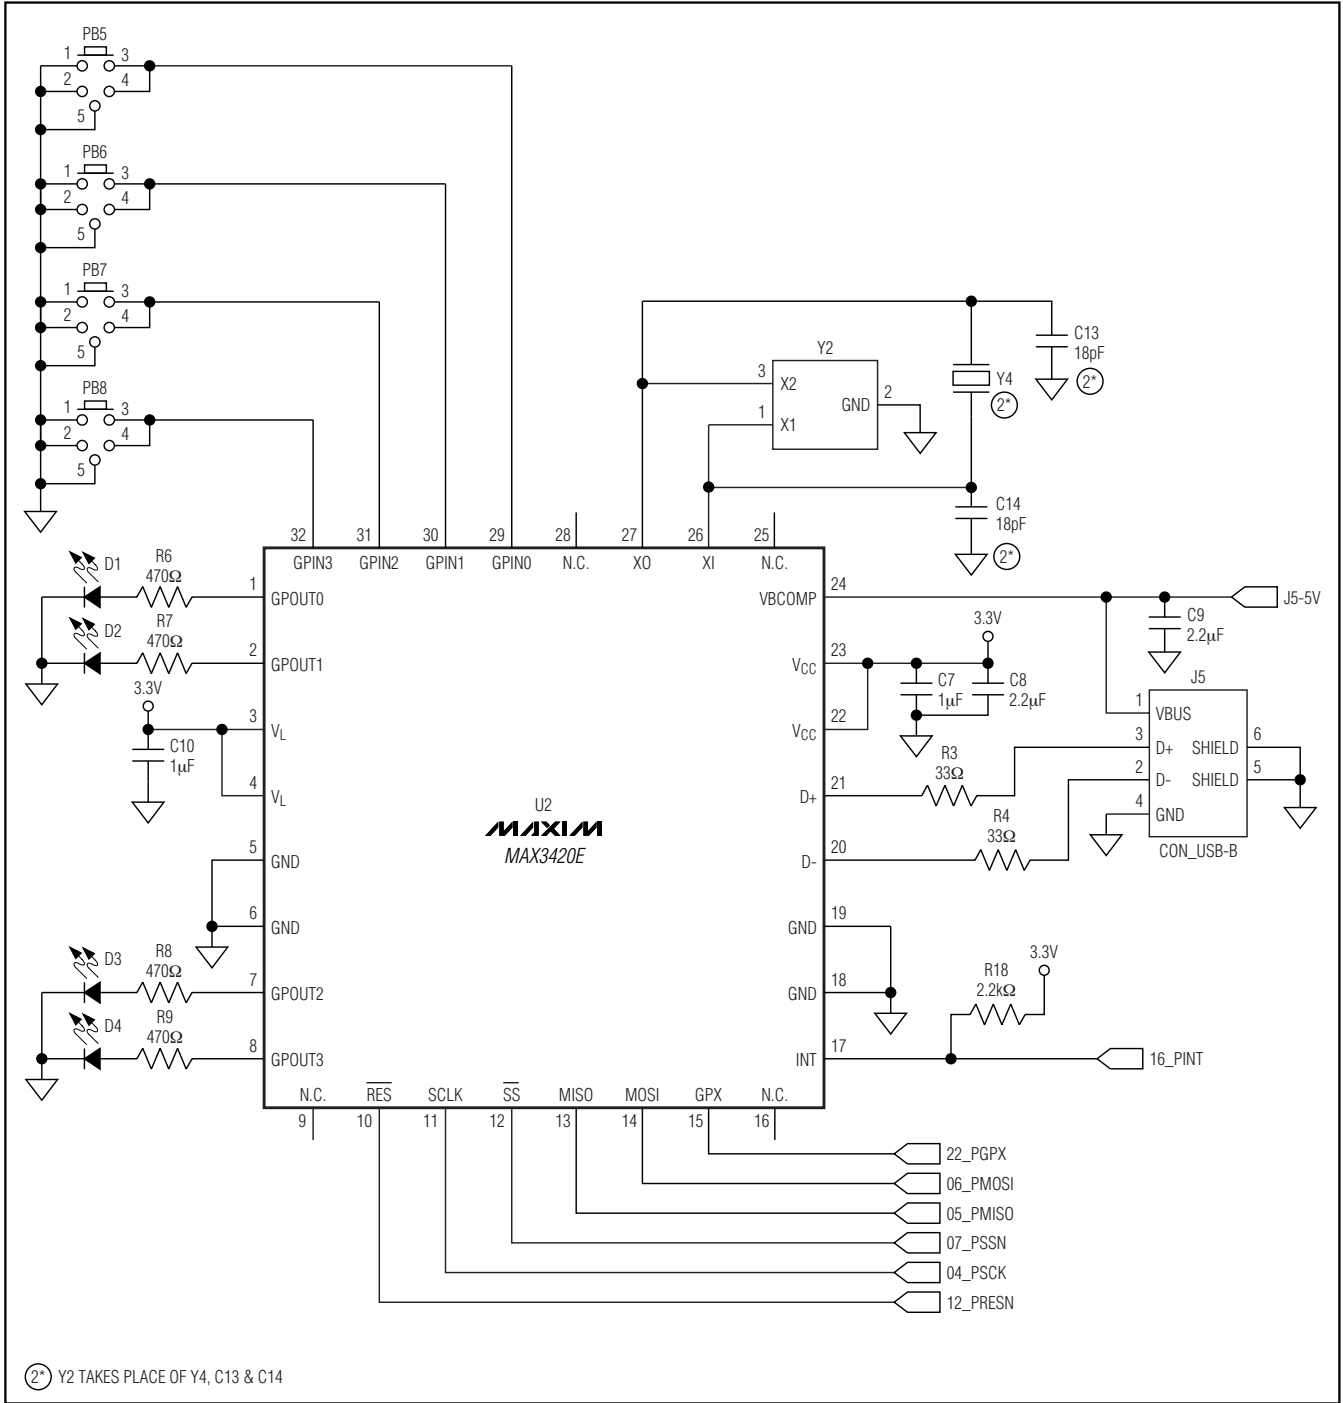 PB5
1 3
2 4
5
PB6
1 3
2 4
5
PB7
1 3
2 4
5
PB8
1 3
2 4
5
Y2
3 X2
1 X1
GND 2
Y4
2*
C13
18pF
2*
C14
18pF
2*
32 31 30 29 28 27 26 25
GPIN3 GPIN2 GPIN1 GPIN0 N.C. XO XI N.C.
D1
R6
470Ω
1 GPOUT0
D2
R7
470Ω
2 GPOUT1
3.3V
3 VL
C10
1µF
4 VL
5 GND
6 GND
D3
R8
470Ω
7 GPOUT2
D4
R9
470Ω
8 GPOUT3
U2
MAXIM
MAX3420E
VBCOMP 24
J5-5V
C9
2.2µF
3.3V
VCC 23
C7
1µF
C8
2.2µF
VCC 22
D+ 21
R3
33Ω
D- 20
R4
33Ω
J5
1 VBUS
3 D+ SHIELD 6
2 D- SHIELD 5
4 GND
CON_USB-B
GND 19
GND 18
3.3V
R18
2.2kΩ
INT 17
16_PINT
N.C. RES SCLK SS MISO MOSI GPX N.C.
9 10 11 12 13 14 15 16
22_PGPX
06_PMOSI
05_PMISO
07_PSSN
04_PSCK
12_PRESN
2* Y2 TAKES PLACE OF Y4, C13 & C14